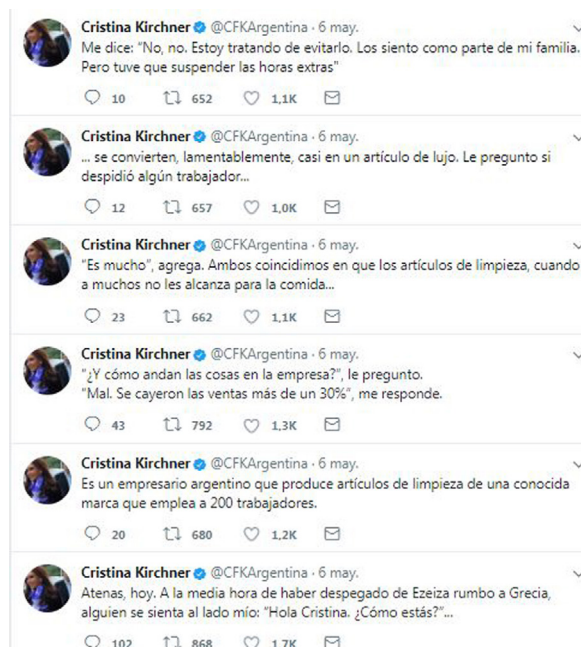 Cristina Kirchner @CFKArgentina · 6 may.
Me dice: "No, no. Estoy tratando de evitarlo. Los siento como parte de mi familia.
Pero tuve que suspender las horas extras"
10 652 1,1K
Cristina Kirchner @CFKArgentina · 6 may.
... se convierten, lamentablemente, casi en un artículo de lujo. Le pregunto si
despidió algún trabajador...
12 657 1,0K
Cristina Kirchner @CFKArgentina · 6 may.
"Es mucho", agrega. Ambos coincidimos en que los artículos de limpieza, cuando
a muchos no les alcanza para la comida...
23 662 1,1K
Cristina Kirchner @CFKArgentina · 6 may.
"¿Y cómo andan las cosas en la empresa?", le pregunto.
"Mal. Se cayeron las ventas más de un 30%", me responde.
43 792 1,3K
Cristina Kirchner @CFKArgentina · 6 may.
Es un empresario argentino que produce artículos de limpieza de una conocida
marca que emplea a 200 trabajadores.
20 680 1,2K
Cristina Kirchner @CFKArgentina · 6 may.
Atenas, hoy. A la media hora de haber despegado de Ezeiza rumbo a Grecia,
alguien se sienta al lado mío: "Hola Cristina. ¿Cómo estás?"...
102 868 1,7K